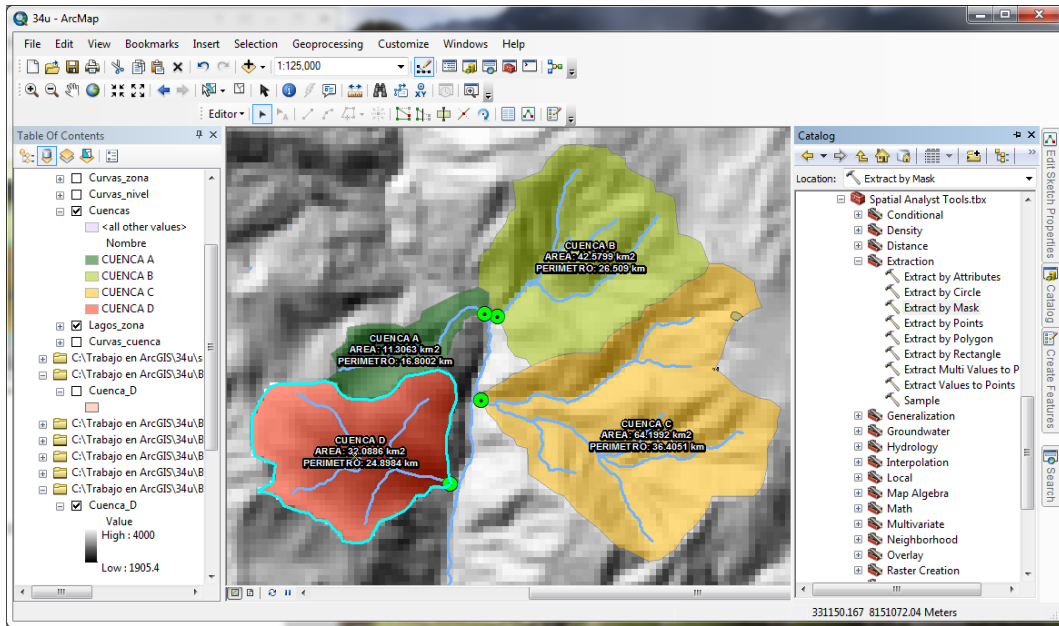 34u - ArcMap
File Edit View Bookmarks Insert Selection Geoprocessing Customize Windows Help
1:125,000
Editor
Table Of Contents
Curvas_zona
Curvas_nivel
Cuencas
<all other values>
Nombre
CUENCA A
CUENCA B
CUENCA C
CUENCA D
Lagos_zona
Curvas_cuenca
C:\Trabajo en ArcGIS\34u\s
C:\Trabajo en ArcGIS\34u\B
Cuenca_D
C:\Trabajo en ArcGIS\34u\B
C:\Trabajo en ArcGIS\34u\B
C:\Trabajo en ArcGIS\34u\B
C:\Trabajo en ArcGIS\34u\B
C:\Trabajo en ArcGIS\34u\B
Cuenca_D
Value
High : 4000
Low : 1905.4
CUENCA B
AREA: 42.5799 km2
PERIMETRO: 26.509 km
CUENCA A
AREA: 11.3063 km2
PERIMETRO: 16.8002 km
CUENCA C
AREA: 64.1992 km2
PERIMETRO: 36.4051 km
CUENCA D
AREA: 32.0886 km2
PERIMETRO: 24.8984 km
Catalog
Location: Extract by Mask
Spatial Analyst Tools.tbx
Conditional
Density
Distance
Extraction
Extract by Attributes
Extract by Circle
Extract by Mask
Extract by Points
Extract by Polygon
Extract by Rectangle
Extract Multi Values to P
Extract Values to Points
Sample
Generalization
Groundwater
Hydrology
Interpolation
Local
Map Algebra
Math
Multivariate
Neighborhood
Overlay
Raster Creation
Edit Sketch Properties
Catalog
Create Features
Search
331150.167 8151072.04 Meters